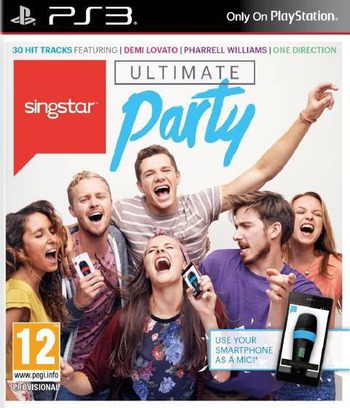 PS3
Only On PlayStation®
30 HIT TRACKS FEATURING | DEMI LOVATO | PHARRELL WILLIAMS | ONE DIRECTION
ULTIMATE
singstar™
Party
USE YOUR
SMARTPHONE
AS A MIC!*
12
www.pegi.info
PROVISIONAL